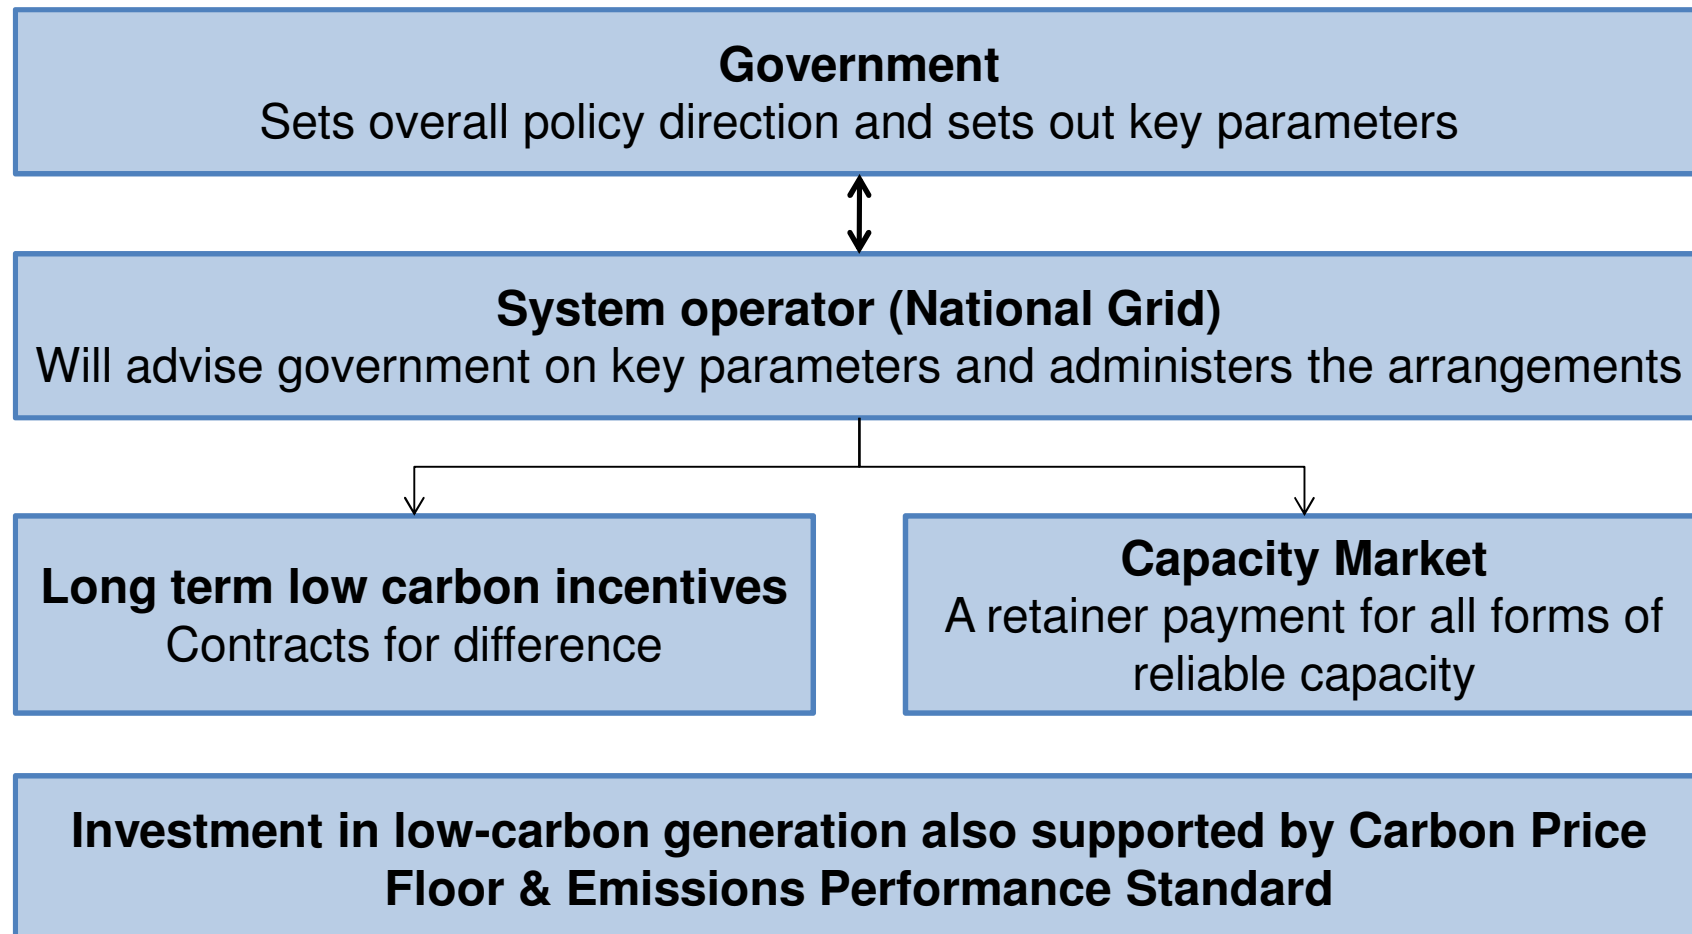 Government
Sets overall policy direction and sets out key parameters
System operator (National Grid)
Will advise government on key parameters and administers the arrangements
Long term low carbon incentives
Contracts for difference
Capacity Market
A retainer payment for all forms of
reliable capacity
Investment in low-carbon generation also supported by Carbon Price
Floor & Emissions Performance Standard